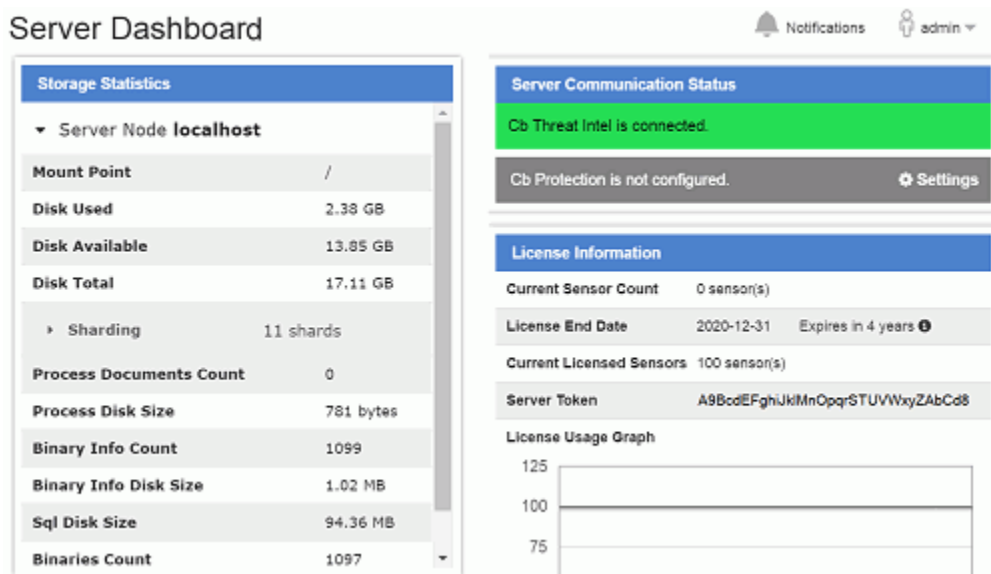 Server Dashboard
Notifications
admin
Storage Statistics
Server Node localhost
Mount Point /
Disk Used 2.38 GB
Disk Available 13.85 GB
Disk Total 17.11 GB
Sharding 11 shards
Process Documents Count 0
Process Disk Size 781 bytes
Binary Info Count 1099
Binary Info Disk Size 1.02 MB
Sql Disk Size 94.36 MB
Binaries Count 1097
Server Communication Status
Cb Threat Intel is connected.
Cb Protection is not configured. Settings
License Information
Current Sensor Count 0 sensor(s)
License End Date 2020-12-31 Expires in 4 years
Current Licensed Sensors 100 sensor(s)
Server Token A9BcdEFghiJklMnOpqrSTUVWxyZAbCd8
License Usage Graph
125
100
75